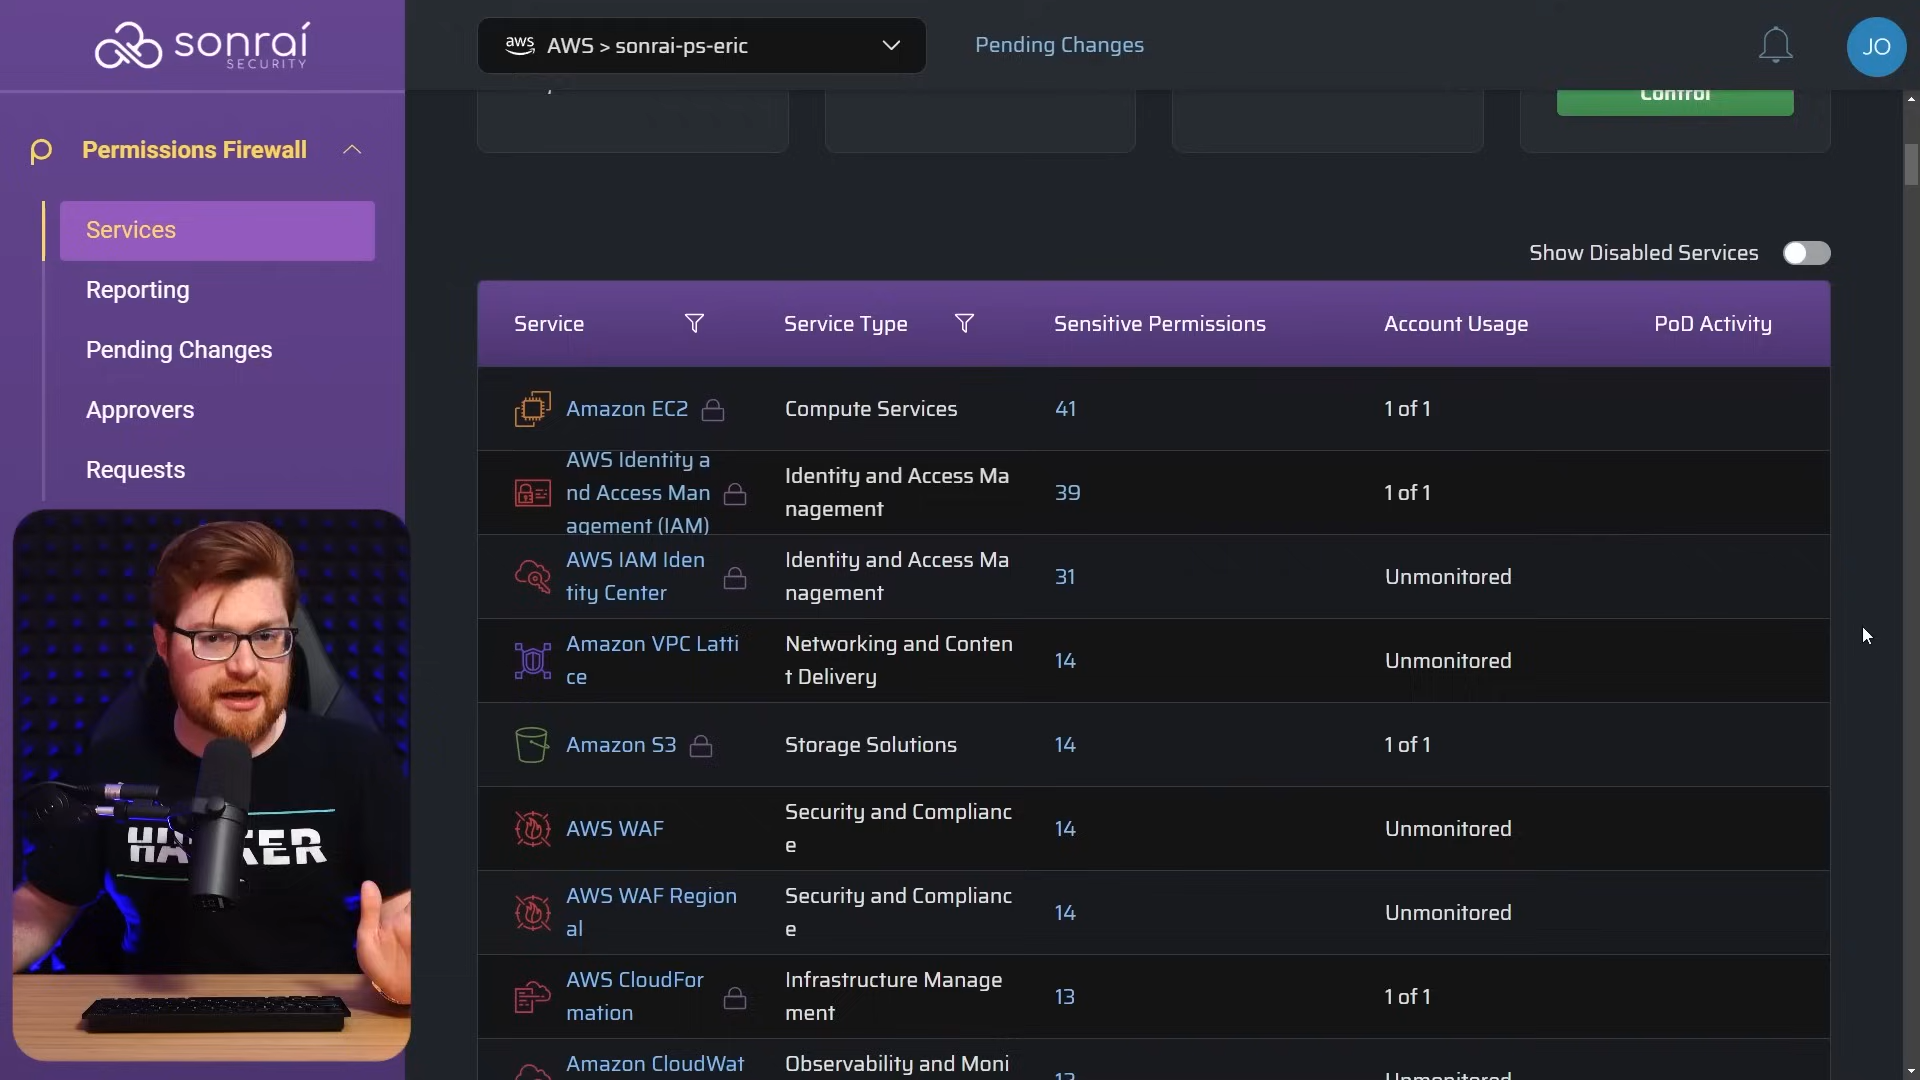 sonraí
SECURITY
aws AWS > sonrai-ps-eric
Pending Changes
JO
Control
Permissions Firewall
Services
Reporting
Pending Changes
Approvers
Requests
Show Disabled Services
Service
Service Type
Sensitive Permissions
Account Usage
PoD Activity
Amazon EC2
Compute Services
41
1 of 1
AWS Identity a
nd Access Man
agement (IAM)
Identity and Access Ma
nagement
39
1 of 1
AWS IAM Iden
tity Center
Identity and Access Ma
nagement
31
Unmonitored
Amazon VPC Latti
ce
Networking and Conten
t Delivery
14
Unmonitored
Amazon S3
Storage Solutions
14
1 of 1
AWS WAF
Security and Complianc
e
14
Unmonitored
AWS WAF Region
al
Security and Complianc
e
14
Unmonitored
AWS CloudFor
mation
Infrastructure Manage
ment
13
1 of 1
Amazon CloudWat
Observability and Moni
Unmonitored